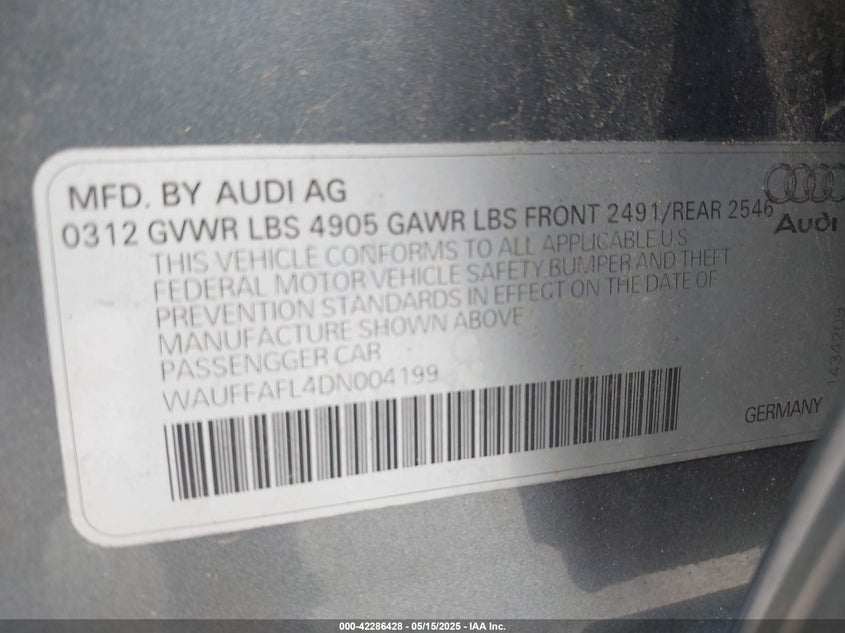 MFD. BY AUDI AG
0312 GVWR LBS 4905 GAWR LBS FRONT 2491/REAR 2546
Audi
THIS VEHICLE CONFORMS TO ALL APPLICABLE U S
FEDERAL MOTOR VEHICLE SAFETY, BUMPER AND THEFT
PREVENTION STANDARDS IN EFFECT ON THE DATE OF
MANUFACTURE SHOWN ABOVE
PASSENGGER CAR
WAUFFAFL4DN004199
GERMANY
1434209
000-42286428 - 05/15/2025 - IAA Inc.